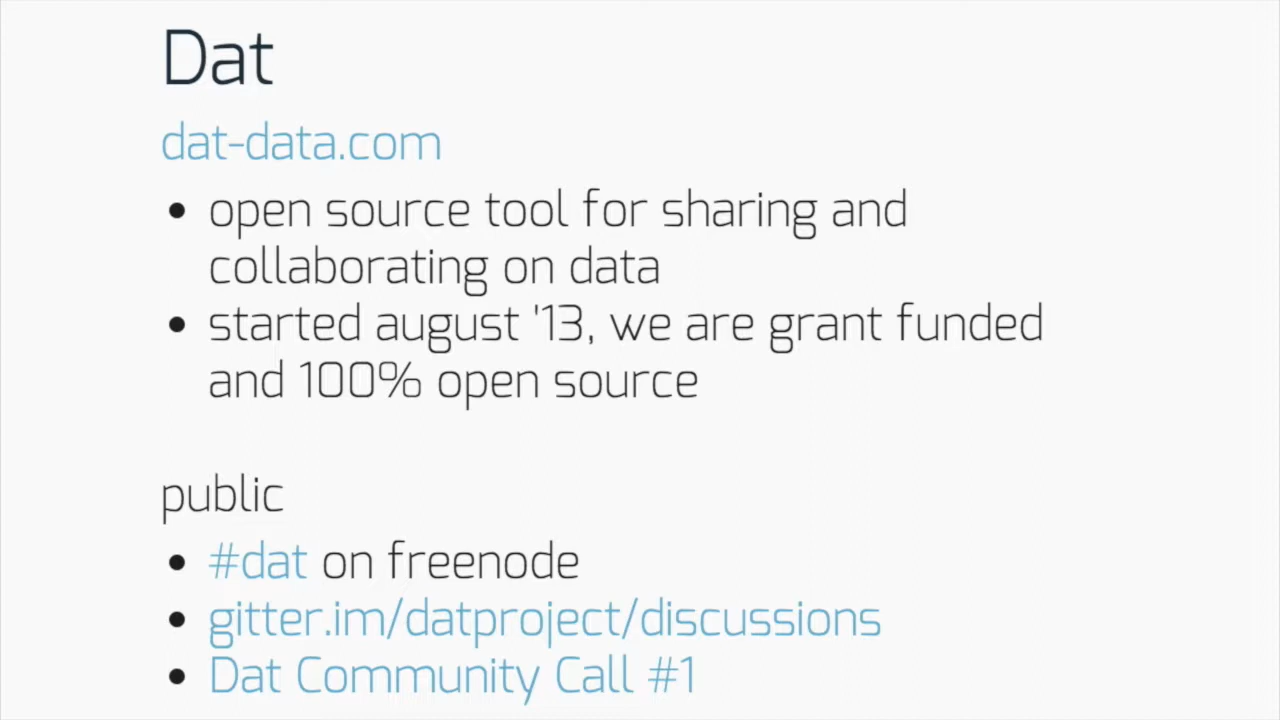 Dat
dat-data.com
• open source tool for sharing and
collaborating on data
• started august '13, we are grant funded
and 100% open source
public
• #dat on freenode
• gitter.im/datproject/discussions
• Dat Community Call #1